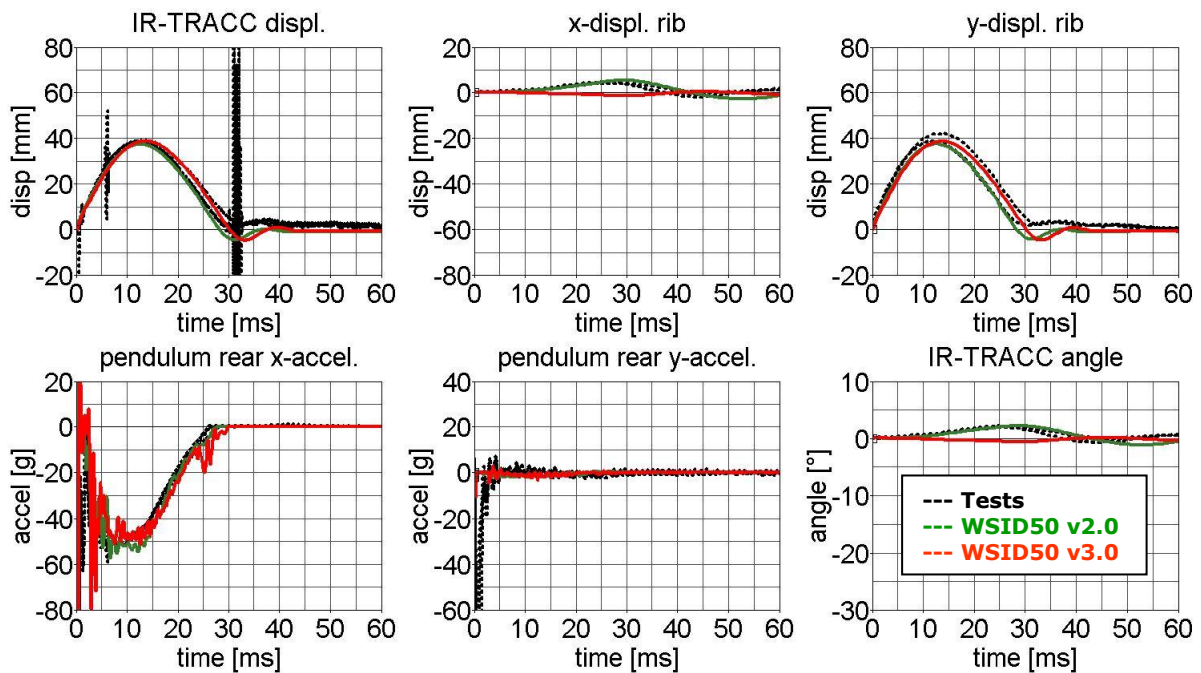 IR-TRACC displ.
x-displ. rib
y-displ. rib
disp [mm]
80
60
40
20
0
-20
0 10 20 30 40 50 60
time [ms]
disp [mm]
20
0
-20
-40
-60
-80
0 10 20 30 40 50 60
time [ms]
disp [mm]
80
60
40
20
0
-20
0 10 20 30 40 50 60
time [ms]
pendulum rear x-accel.
pendulum rear y-accel.
IR-TRACC angle
accel [g]
20
0
-20
-40
-60
-80
0 10 20 30 40 50 60
time [ms]
accel [g]
40
20
0
-20
-40
-60
0 10 20 30 40 50 60
time [ms]
angle [°]
10
0
-10
-20
-30
0 10 20 30 40 50 60
time [ms]
--- Tests
--- WSID50 v2.0
--- WSID50 v3.0